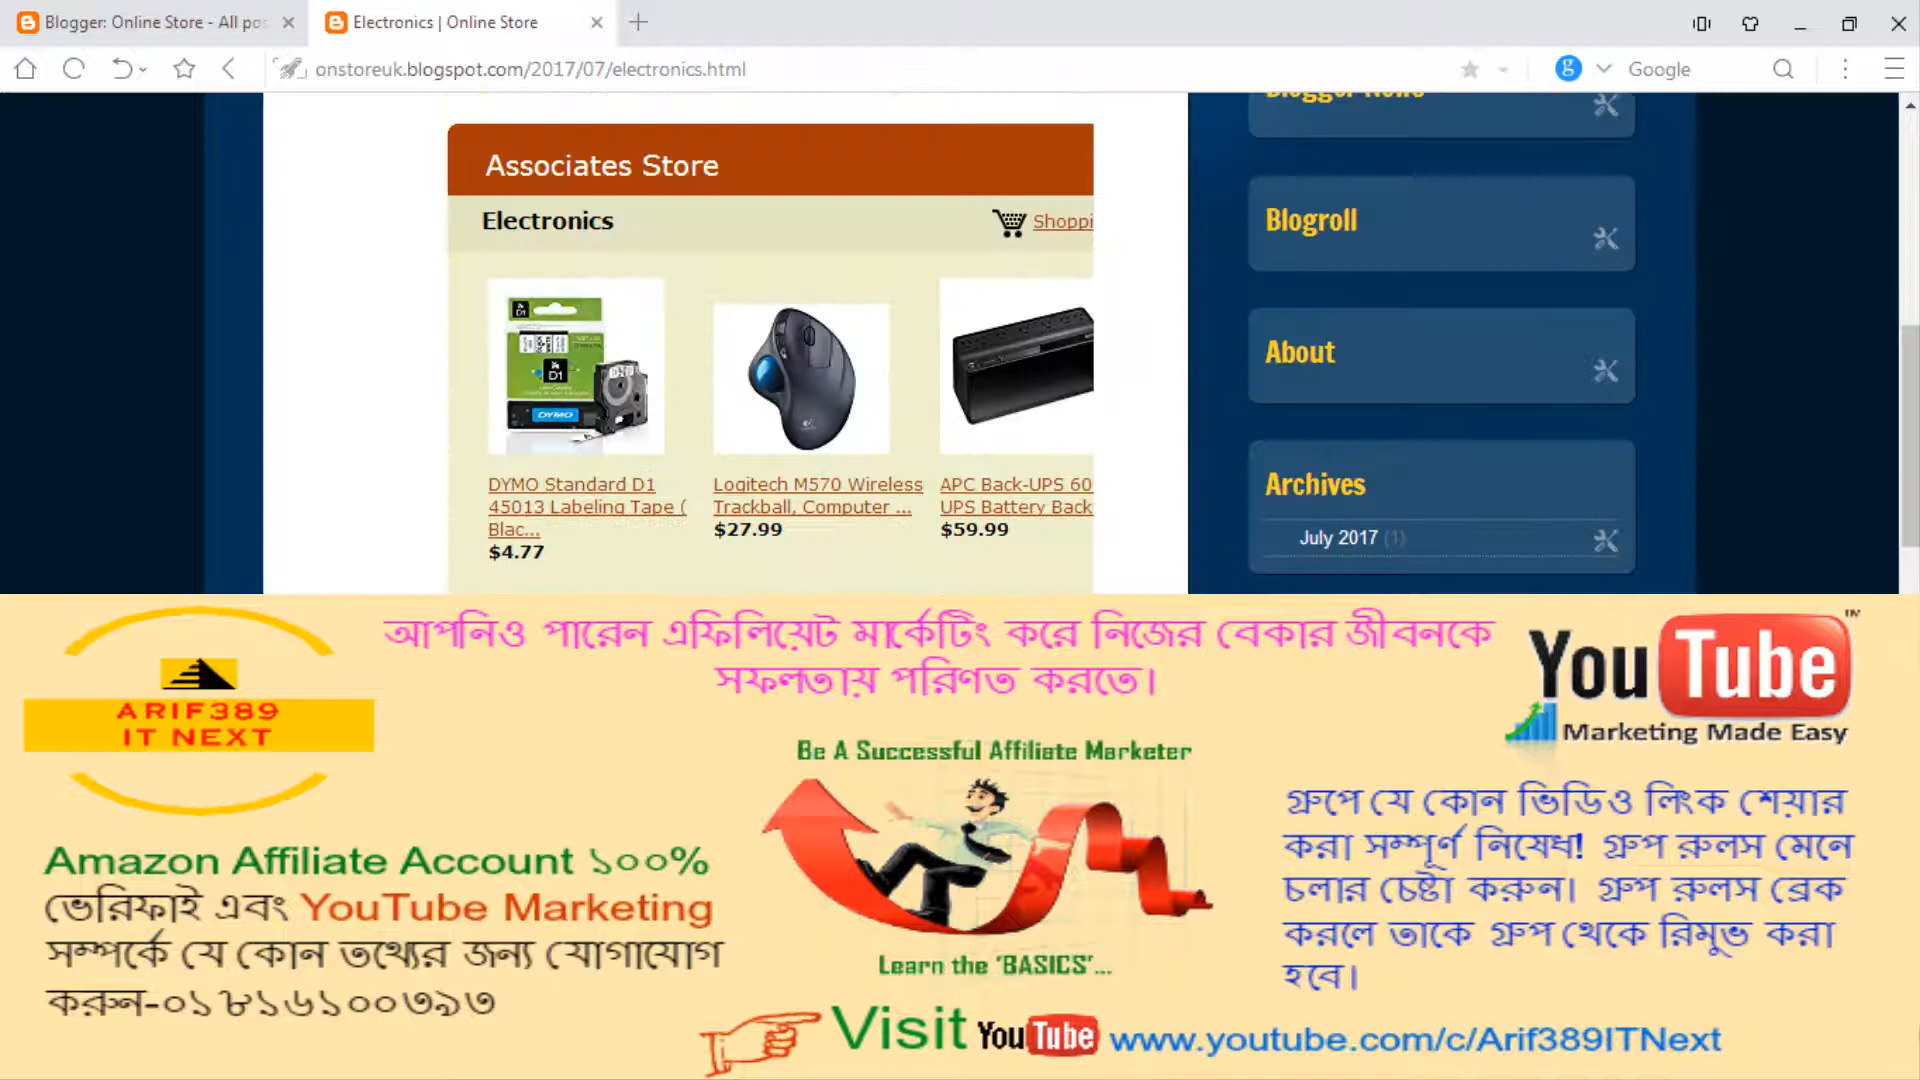 Blogger: Online Store - All pos
Electronics | Online Store
onstoreuk.blogspot.com/2017/07/electronics.html
Google
Associates Store
Electronics
Shoppi
DYMO Standard D1
45013 Labeling Tape (
Blac...
$4.77
Logitech M570 Wireless
Trackball, Computer ...
$27.99
APC Back-UPS 60
UPS Battery Back
$59.99
Blogger News
Blogroll
About
Archives
July 2017 (1)
ARIF389
IT NEXT
আপনিও পারেন এফিলিয়েট মার্কেটিং করে নিজের বেকার জীবনকে
সফলতায় পরিণত করতে।
YouTube
TM
Marketing Made Easy
Be A Successful Affiliate Marketer
Learn the 'BASICS'...
Amazon Affiliate Account ১০০%
ভেরিফাই এবং YouTube Marketing
সম্পর্কে যে কোন তথ্যের জন্য যোগাযোগ
করুন-০১৮১৬১০০৩৯৩
গ্রুপে যে কোন ভিডিও লিংক শেয়ার
করা সম্পূর্ণ নিষেধ! গ্রুপ রুলস মেনে
চলার চেষ্টা করুন। গ্রুপ রুলস ব্রেক
করলে তাকে গ্রুপ থেকে রিমুভ করা
হবে।
Visit YouTube www.youtube.com/c/Arif389ITNext